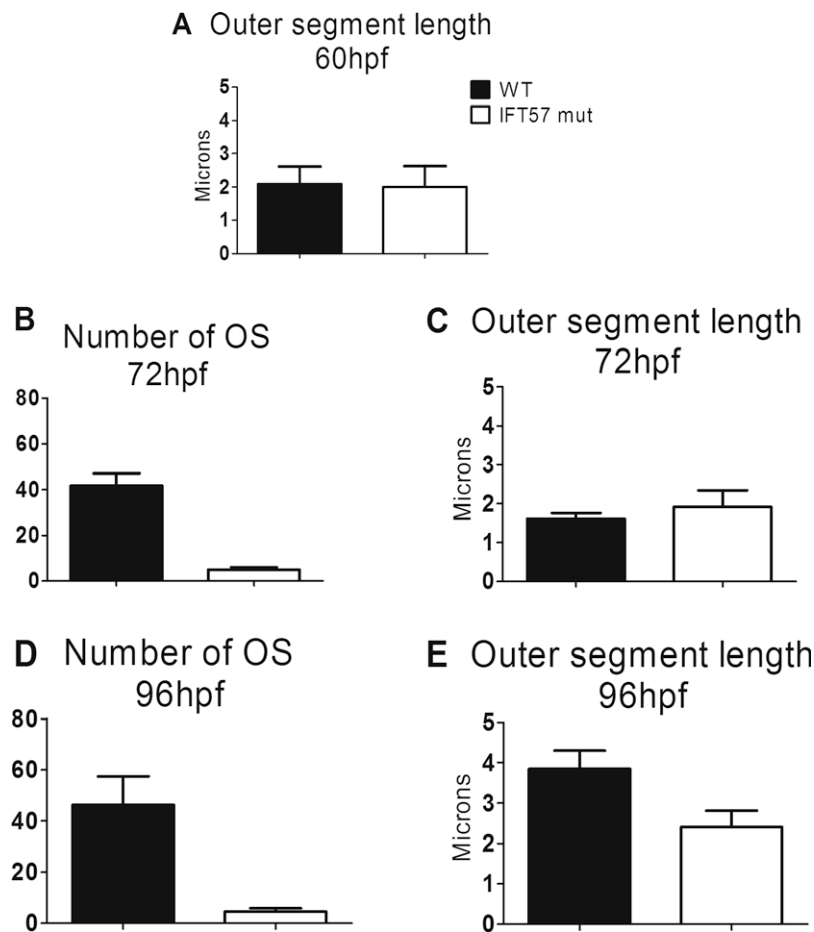 A Outer segment length
60hpf
5
4
3
2
1
0
Microns
WT
IFT57 mut
B Number of OS
72hpf
80
60
40
20
0
C Outer segment length
72hpf
5
4
3
2
1
0
Microns
D Number of OS
96hpf
80
60
40
20
0
E Outer segment length
96hpf
5
4
3
2
1
0
Microns